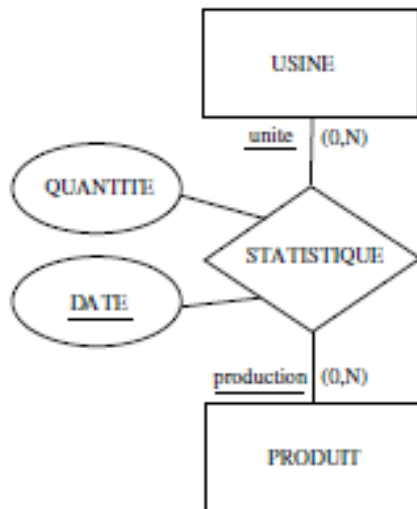 USINE
unite (0,N)
QUANTITE
STATISTIQUE
DATE
production (0,N)
PRODUIT